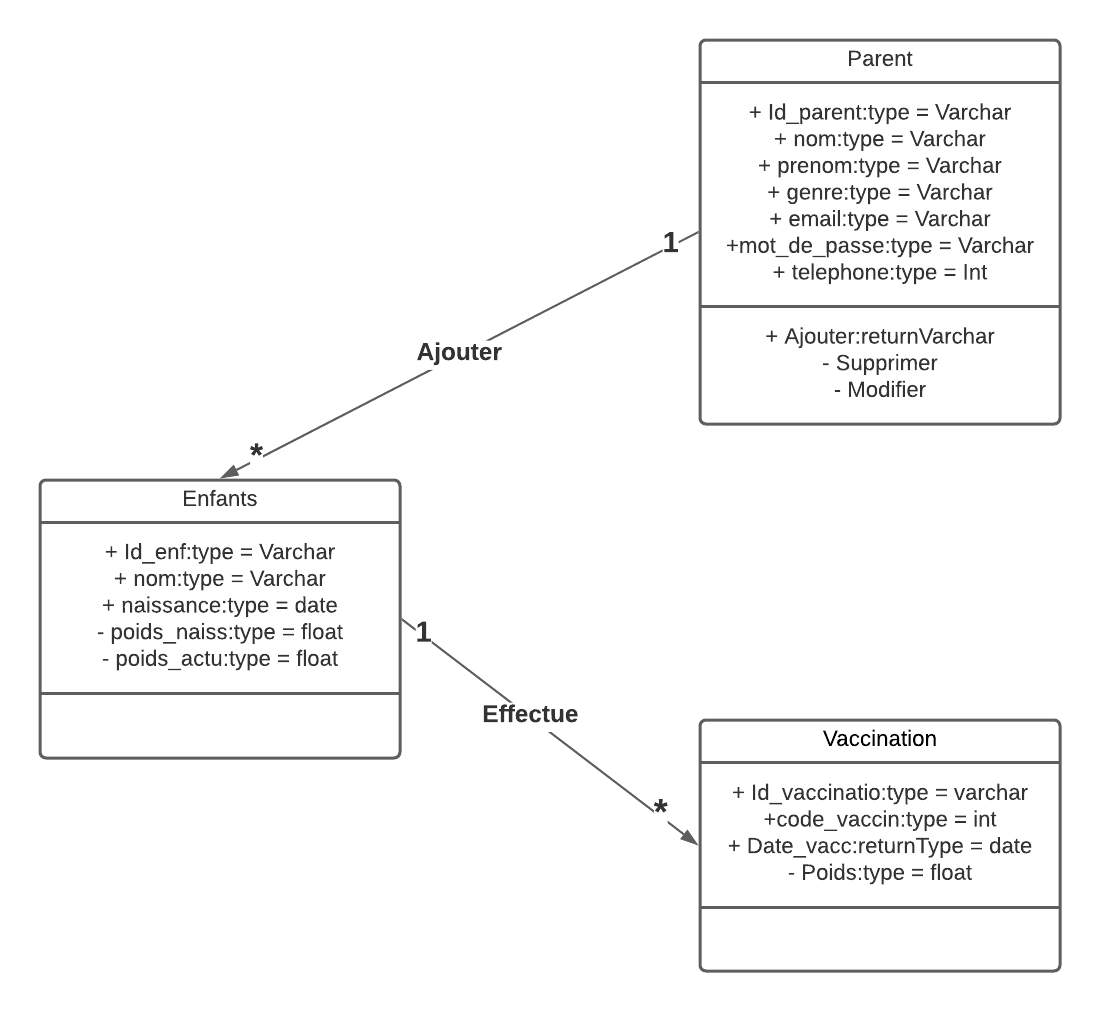 Parent
+ Id_parent:type = Varchar
+ nom:type = Varchar
+ prenom:type = Varchar
+ genre:type = Varchar
+ email:type = Varchar
+mot_de_passe:type = Varchar
+ telephone:type = Int
+ Ajouter:returnVarchar
- Supprimer
- Modifier
1
Ajouter
*
Enfants
+ Id_enf:type = Varchar
+ nom:type = Varchar
+ naissance:type = date
- poids_naiss:type = float
- poids_actu:type = float
1
Effectue
*
Vaccination
+ Id_vaccinatio:type = varchar
+code_vaccin:type = int
+ Date_vacc:returnType = date
- Poids:type = float